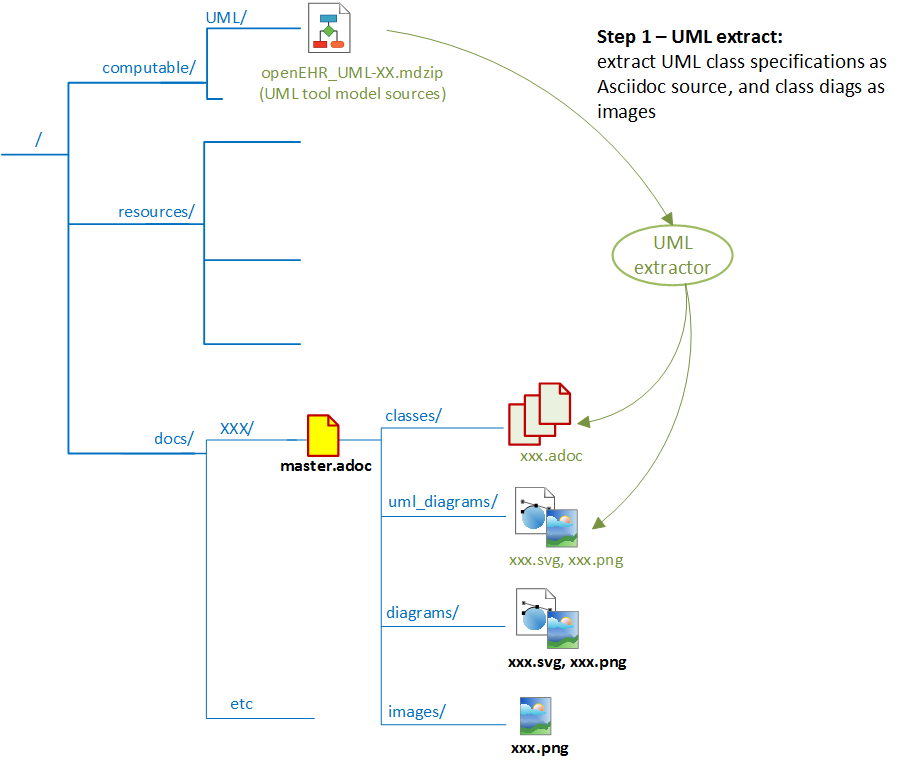 UML/
Step 1 – UML extract:
extract UML class specifications as
Asciidoc source, and class diags as
images
computable/
openEHR_UML-XX.mdzip
(UML tool model sources)
/
resources/
UML
extractor
classes/
XXX/
docs/
master.adoc
xxx.adoc
uml_diagrams/
xxx.svg, xxx.png
diagrams/
xxx.svg, xxx.png
etc
images/
xxx.png